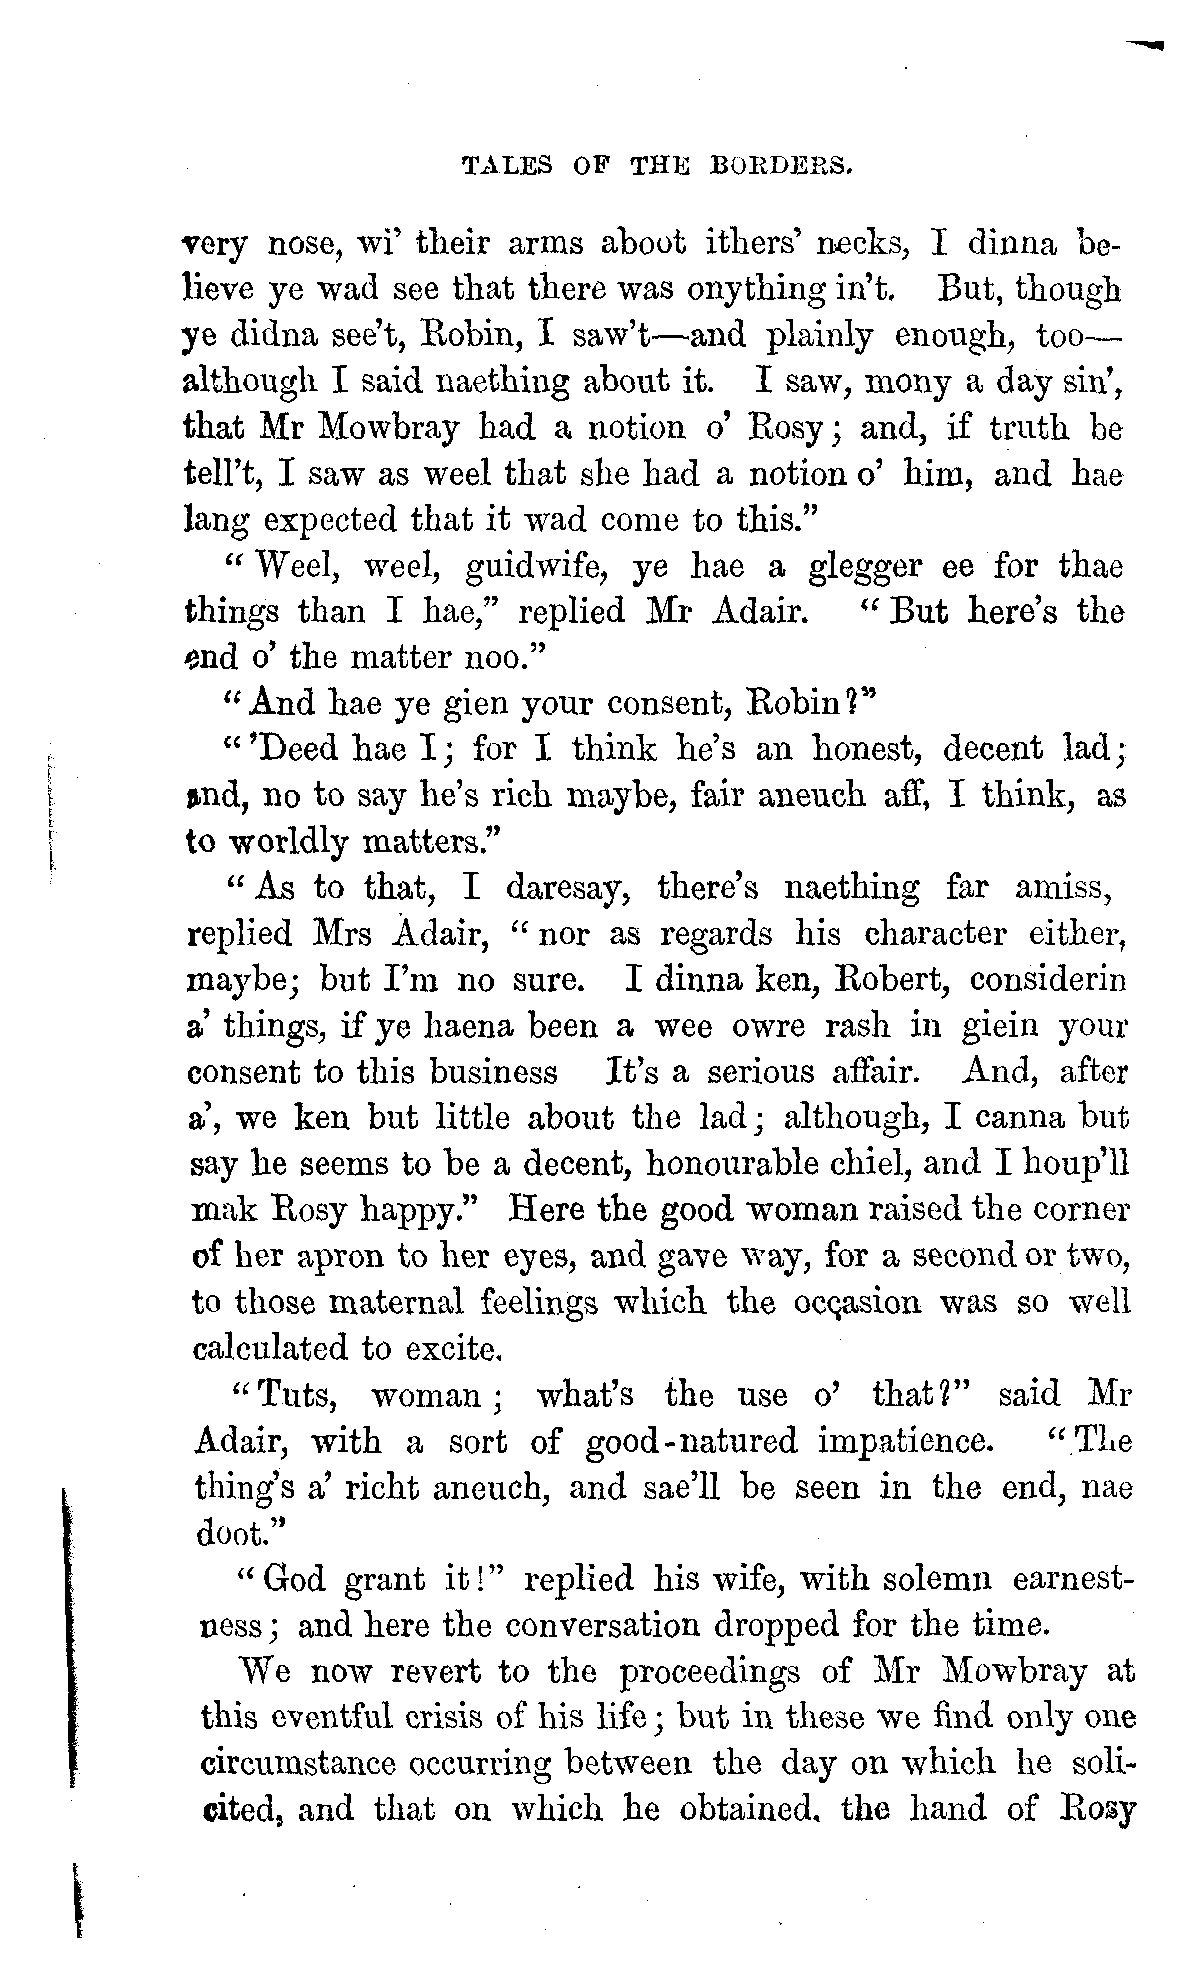 TALES OF THE BORDERS.
very nose, wi' their arms aboot ithers' necks, I dinna be-
lieve ye wad see that there was onything in't. But, though
ye didna see't, Robin, I saw't—and plainly enough, too—
although I said naething about it. I saw, mony a day sin',
that Mr Mowbray had a notion o' Rosy; and, if truth be
tell't, I saw as weel that she had a notion o' him, and hae
lang expected that it wad come to this."
"Weel, weel, guidwife, ye hae a glegger ee for thae
things than I hae," replied Mr Adair. "But here's the
end o' the matter noo."
"And hae ye gien your consent, Robin?"
"'Deed hae I; for I think he's an honest, decent lad;
and, no to say he's rich maybe, fair aneuch aff, I think, as
to worldly matters."
"As to that, I daresay, there's naething far amiss,
replied Mrs Adair, "nor as regards his character either,
maybe; but I'm no sure. I dinna ken, Robert, considerin
a' things, if ye haena been a wee owre rash in giein your
consent to this business It's a serious affair. And, after
a', we ken but little about the lad; although, I canna but
say he seems to be a decent, honourable chiel, and I houp'll
mak Rosy happy." Here the good woman raised the corner
of her apron to her eyes, and gave way, for a second or two,
to those maternal feelings which the occasion was so well
calculated to excite.
"Tuts, woman; what's the use o' that?" said Mr
Adair, with a sort of good-natured impatience. "The
thing's a' richt aneuch, and sae'll be seen in the end, nae
doot."
"God grant it!" replied his wife, with solemn earnest-
ness; and here the conversation dropped for the time.
We now revert to the proceedings of Mr Mowbray at
this eventful crisis of his life; but in these we find only one
circumstance occurring between the day on which he soli-
cited, and that on which he obtained, the hand of Rosy